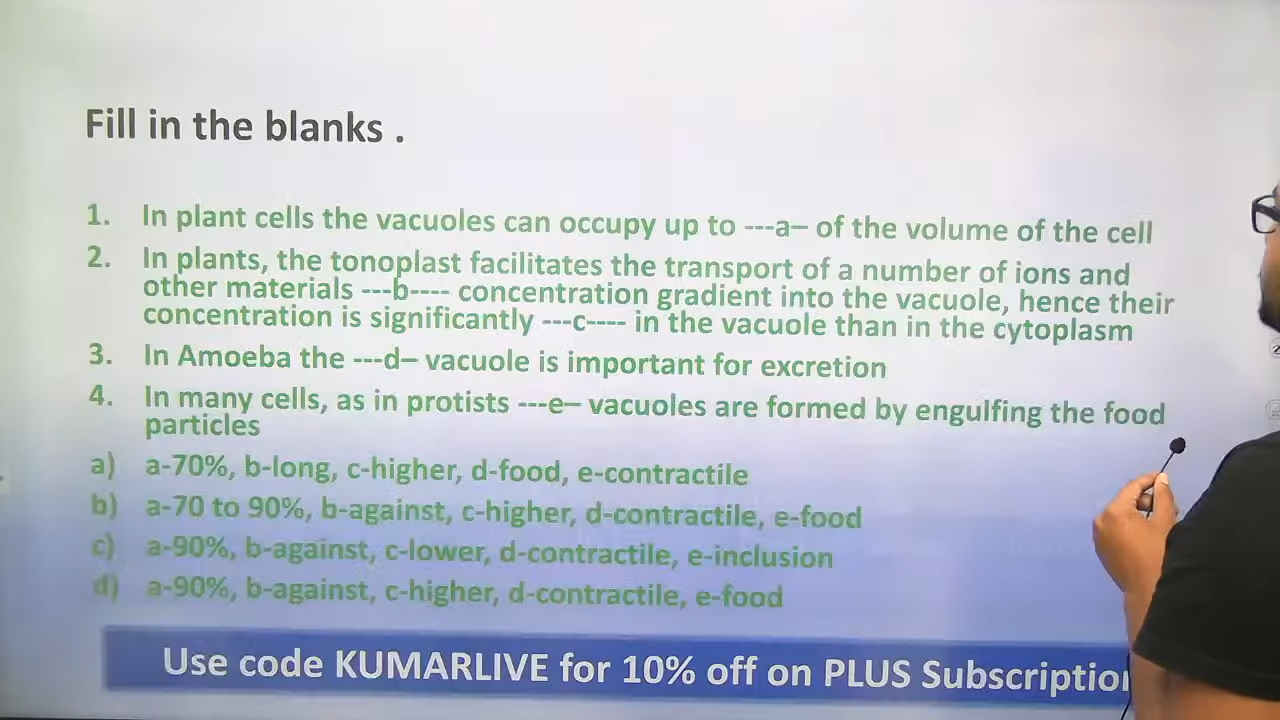 Fill in the blanks .
1. In plant cells the vacuoles can occupy up to ---a– of the volume of the cell
2. In plants, the tonoplast facilitates the transport of a number of ions and
other materials ---b---- concentration gradient into the vacuole, hence their
concentration is significantly ---c---- in the vacuole than in the cytoplasm
3. In Amoeba the ---d– vacuole is important for excretion
4. In many cells, as in protists ---e– vacuoles are formed by engulfing the food
particles
a) a-70%, b-long, c-higher, d-food, e-contractile
b) a-70 to 90%, b-against, c-higher, d-contractile, e-food
c) a-90%, b-against, c-lower, d-contractile, e-inclusion
d) a-90%, b-against, c-higher, d-contractile, e-food
Use code KUMARLIVE for 10% off on PLUS Subscription